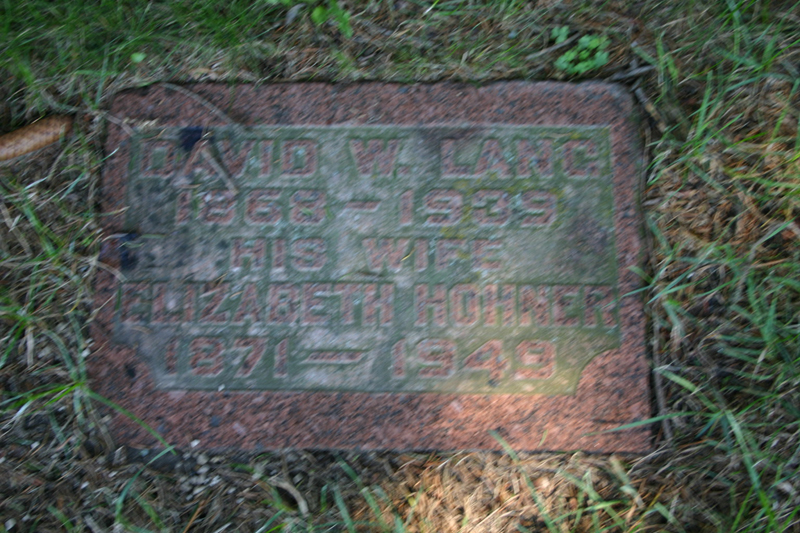 DAVID W. LANG
1868 — 1939
HIS WIFE
ELIZABETH HOHNER
1871 — 1949